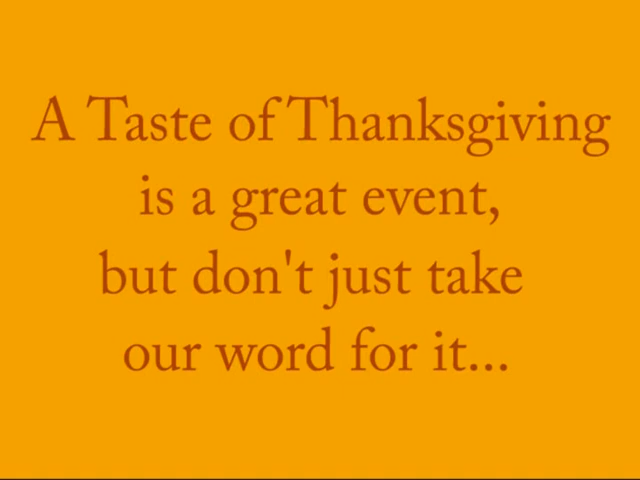 A Taste of Thanksgiving
is a great event,
but don't just take
our word for it...